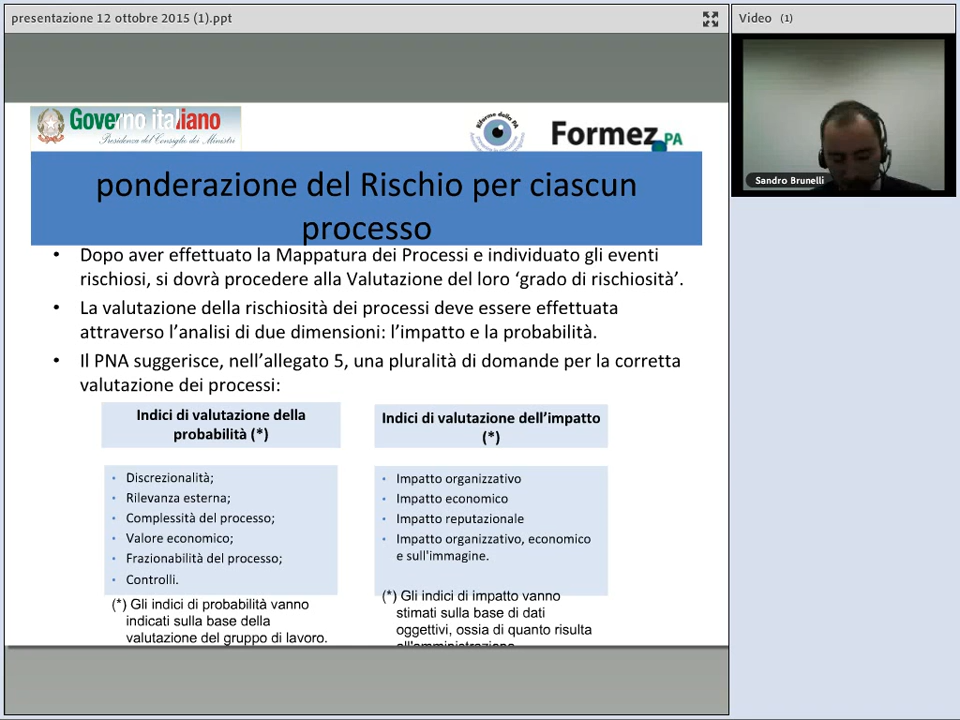 presentazione 12 ottobre 2015 (1).ppt
Video (1)
Governo italiano
Presidenza del Consiglio dei Ministri
Riforma della PA
Formez PA
ponderazione del Rischio per ciascun
processo
• Dopo aver effettuato la Mappatura dei Processi e individuato gli eventi
rischiosi, si dovrà procedere alla Valutazione del loro ‘grado di rischiosità’.
• La valutazione della rischiosità dei processi deve essere effettuata
attraverso l’analisi di due dimensioni: l’impatto e la probabilità.
• Il PNA suggerisce, nell’allegato 5, una pluralità di domande per la corretta
valutazione dei processi:
Indici di valutazione della
probabilità (*)
• Discrezionalità;
• Rilevanza esterna;
• Complessità del processo;
• Valore economico;
• Frazionabilità del processo;
• Controlli.
(*) Gli indici di probabilità vanno
indicati sulla base della
valutazione del gruppo di lavoro.
Indici di valutazione dell’impatto
(*)
• Impatto organizzativo
• Impatto economico
• Impatto reputazionale
• Impatto organizzativo, economico
e sull'immagine.
(*) Gli indici di impatto vanno
stimati sulla base di dati
oggettivi, ossia di quanto risulta
all'amministrazione
Sandro Brunelli